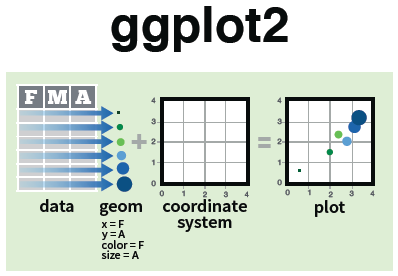 ggplot2
F M A
4
3
2
1
0
0 1 2 3 4
4
3
2
1
0
0 1 2 3 4
+
=
data
geom
coordinate
system
plot
x = F
y = A
color = F
size = A